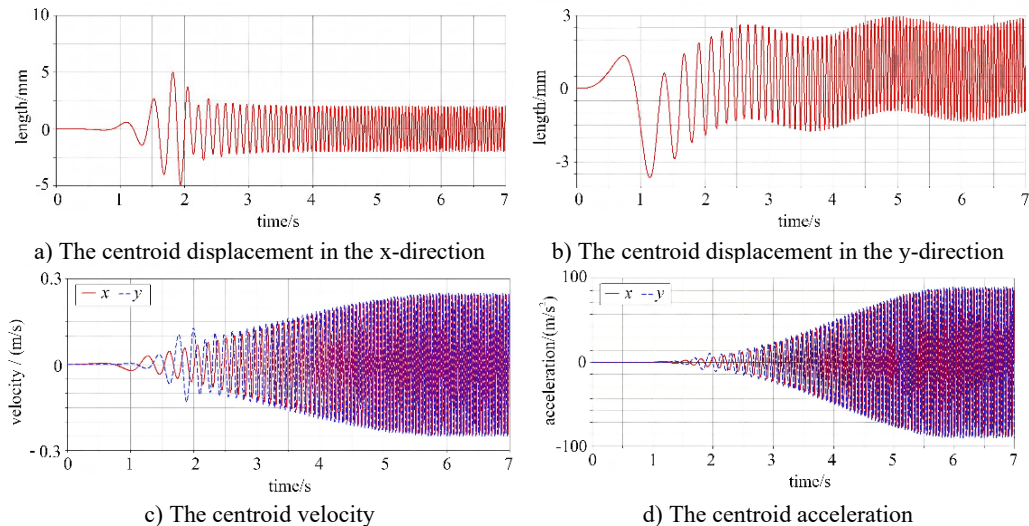 10
5
0
-5
length/mm
0 1 2 3 4 5 6 7
time/s
a) The centroid displacement in the x-direction
3
0
-3
length/mm
0 1 2 3 4 5 6 7
time/s
b) The centroid displacement in the y-direction
0.3
0
-0.3
velocity / (m/s)
x y
0 1 2 3 4 5 6 7
time/s
c) The centroid velocity
100
0
-100
acceleration/(m/s²)
x y
0 1 2 3 4 5 6 7
time/s
d) The centroid acceleration